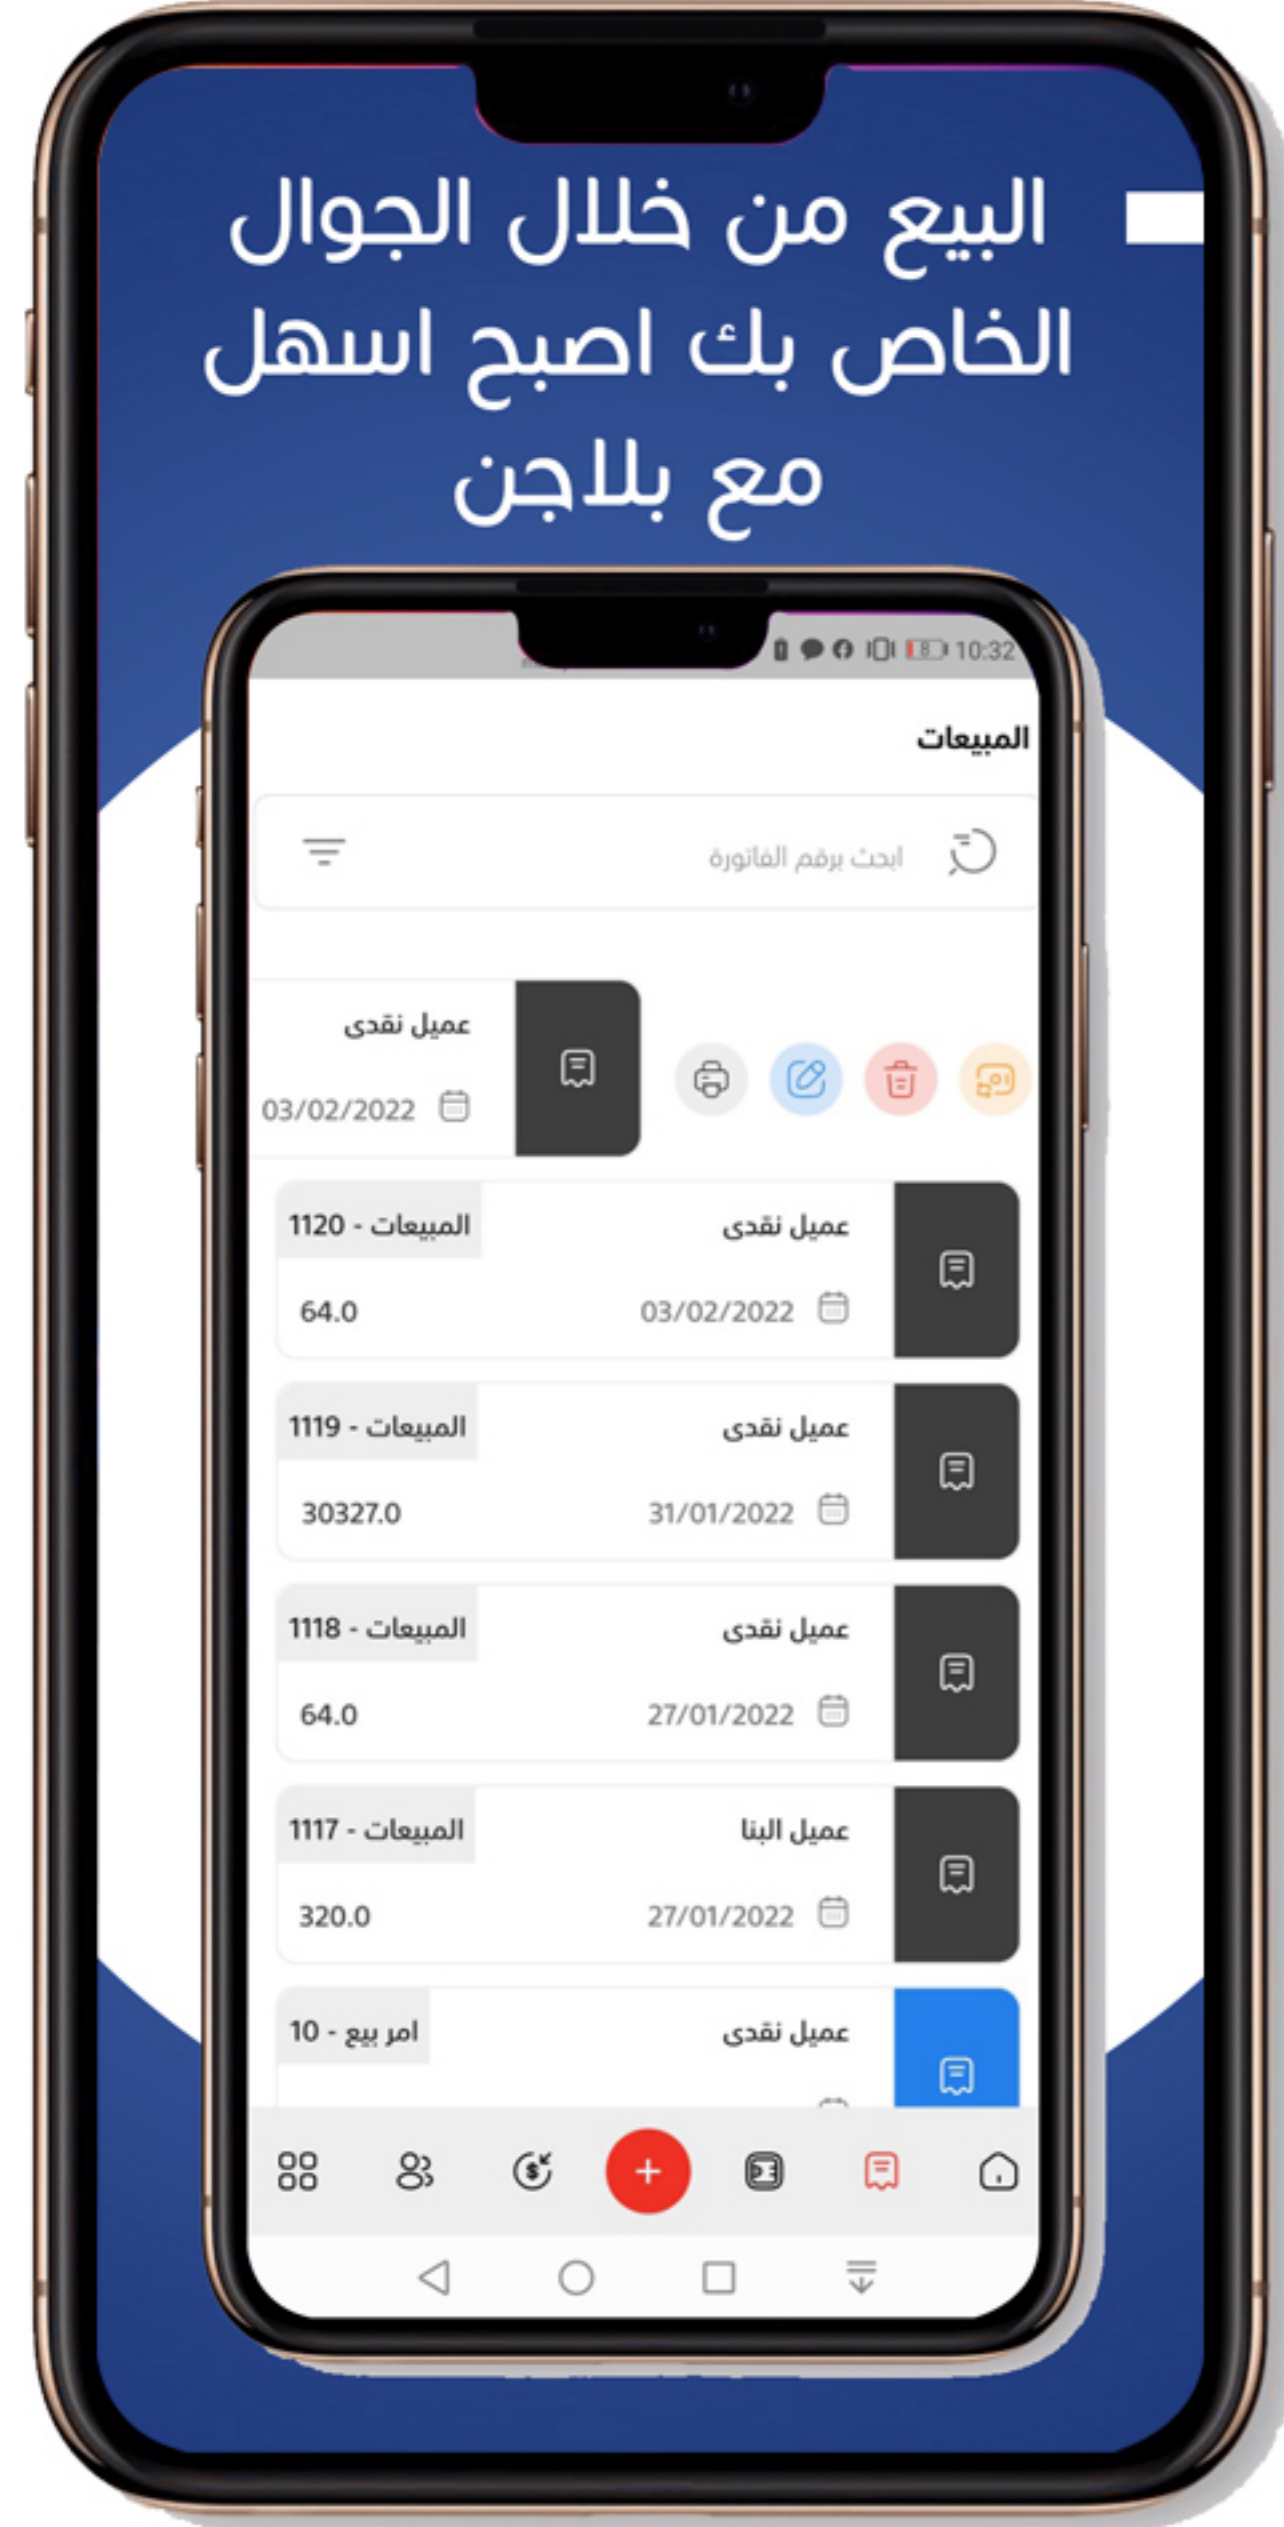 البيع من خلال الجوال
الخاص بك اصبح اسهل
مع بلاجن
8 10:32
المبيعات
ابحث برقم الفاتورة
عميل نقدى
03/02/2022
عميل نقدى المبيعات - 1120
03/02/2022 64.0
عميل نقدى المبيعات - 1119
31/01/2022 30327.0
عميل نقدى المبيعات - 1118
27/01/2022 64.0
عميل البنا المبيعات - 1117
27/01/2022 320.0
عميل نقدى امر بيع - 10